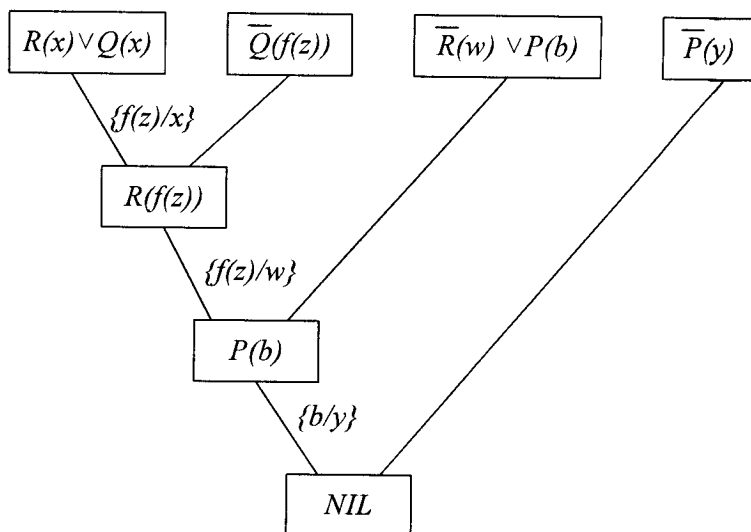 R(x)∨Q(x) Q̅(f(z)) R̅(w) ∨P(b) P̅(y)
{f(z)/x}
R(f(z))
{f(z)/w}
P(b)
{b/y}
NIL